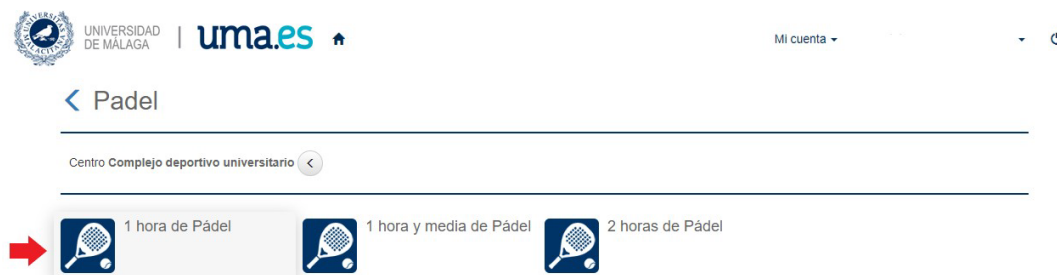 UNIVERSIDAD
DE MÁLAGA | uma.es
Mi cuenta
Padel
Centro Complejo deportivo universitario
1 hora de Pádel
1 hora y media de Pádel
2 horas de Pádel